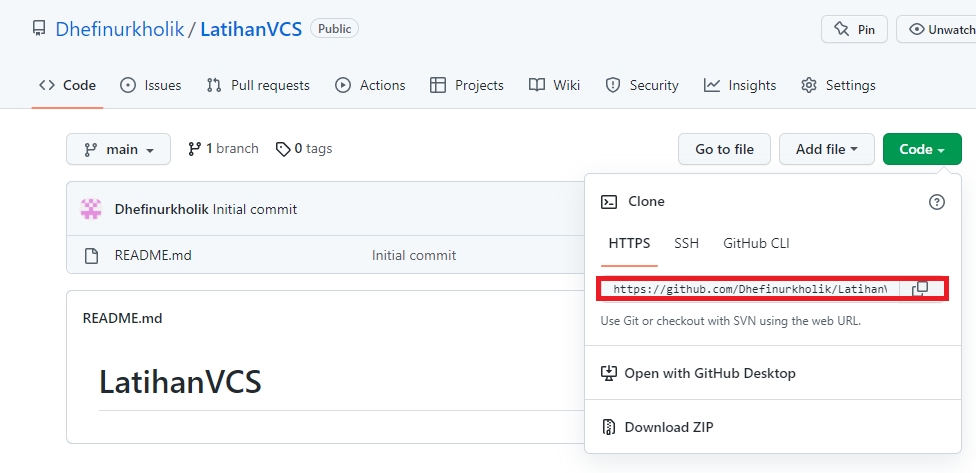 Dhefinurkholik / LatihanVCS Public Pin Unwatch
Code Issues Pull requests Actions Projects Wiki Security Insights Settings
main 1 branch 0 tags Go to file Add file Code
Clone
Dhefinurkholik Initial commit
HTTPS SSH GitHub CLI
README.md Initial commit
https://github.com/Dhefinurkholik/Latihan
Use Git or checkout with SVN using the web URL.
README.md
Open with GitHub Desktop
LatihanVCS
Download ZIP